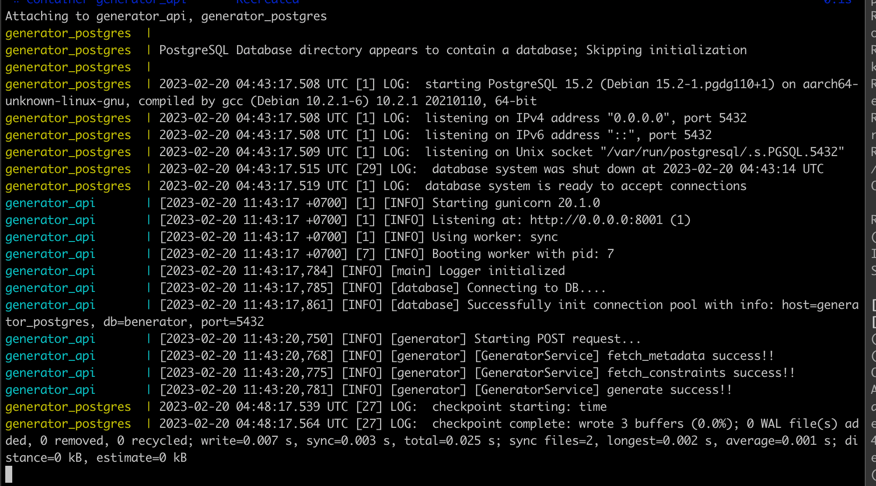 Container generator_api Recreated 0.1s
Attaching to generator_api, generator_postgres
generator_postgres |
generator_postgres | PostgreSQL Database directory appears to contain a database; Skipping initialization
generator_postgres |
generator_postgres | 2023-02-20 04:43:17.508 UTC [1] LOG:  starting PostgreSQL 15.2 (Debian 15.2-1.pgdg110+1) on aarch64-
unknown-linux-gnu, compiled by gcc (Debian 10.2.1-6) 10.2.1 20210110, 64-bit
generator_postgres | 2023-02-20 04:43:17.508 UTC [1] LOG:  listening on IPv4 address "0.0.0.0", port 5432
generator_postgres | 2023-02-20 04:43:17.508 UTC [1] LOG:  listening on IPv6 address "::", port 5432
generator_postgres | 2023-02-20 04:43:17.509 UTC [1] LOG:  listening on Unix socket "/var/run/postgresql/.s.PGSQL.5432"
generator_postgres | 2023-02-20 04:43:17.515 UTC [29] LOG:  database system was shut down at 2023-02-20 04:43:14 UTC
generator_postgres | 2023-02-20 04:43:17.519 UTC [1] LOG:  database system is ready to accept connections
generator_api | [2023-02-20 11:43:17 +0700] [1] [INFO] Starting gunicorn 20.1.0
generator_api | [2023-02-20 11:43:17 +0700] [1] [INFO] Listening at: http://0.0.0.0:8001 (1)
generator_api | [2023-02-20 11:43:17 +0700] [1] [INFO] Using worker: sync
generator_api | [2023-02-20 11:43:17 +0700] [7] [INFO] Booting worker with pid: 7
generator_api | [2023-02-20 11:43:17,784] [INFO] [main] Logger initialized
generator_api | [2023-02-20 11:43:17,785] [INFO] [database] Connecting to DB....
generator_api | [2023-02-20 11:43:17,861] [INFO] [database] Successfully init connection pool with info: host=genera
tor_postgres, db=benerator, port=5432
generator_api | [2023-02-20 11:43:20,750] [INFO] [generator] Starting POST request...
generator_api | [2023-02-20 11:43:20,768] [INFO] [generator] [GeneratorService] fetch_metadata success!!
generator_api | [2023-02-20 11:43:20,775] [INFO] [generator] [GeneratorService] fetch_constraints success!!
generator_api | [2023-02-20 11:43:20,781] [INFO] [generator] [GeneratorService] generate success!!
generator_postgres | 2023-02-20 04:48:17.539 UTC [27] LOG:  checkpoint starting: time
generator_postgres | 2023-02-20 04:48:17.564 UTC [27] LOG:  checkpoint complete: wrote 3 buffers (0.0%); 0 WAL file(s) ad
ded, 0 removed, 0 recycled; write=0.007 s, sync=0.003 s, total=0.025 s; sync files=2, longest=0.002 s, average=0.001 s; di
stance=0 kB, estimate=0 kB